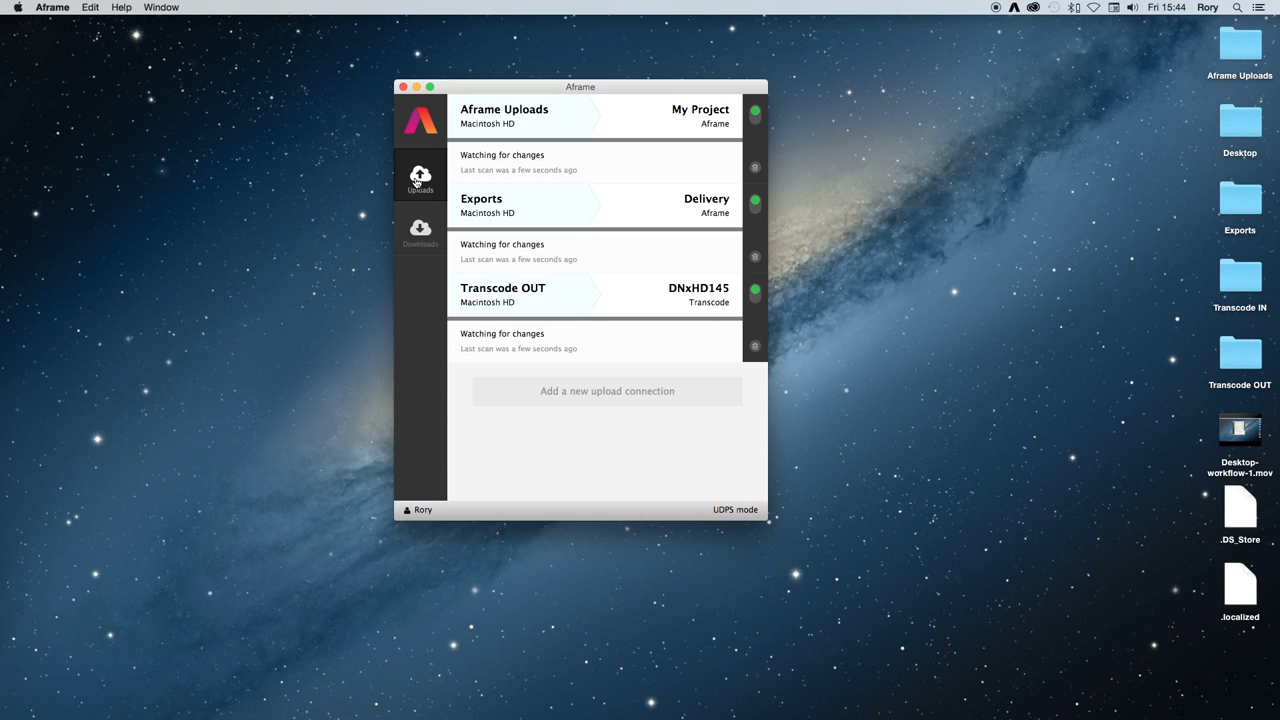 Aframe Edit Help Window
Fri 15:44 Rory
Aframe
Aframe Uploads My Project
Macintosh HD Aframe
Watching for changes
Last scan was a few seconds ago
Exports Delivery
Macintosh HD Aframe
Watching for changes
Last scan was a few seconds ago
Transcode OUT DNxHD145
Macintosh HD Transcode
Watching for changes
Last scan was a few seconds ago
Add a new upload connection
Uploads
Downloads
Rory UDPS mode
Aframe Uploads
Desktop
Exports
Transcode IN
Transcode OUT
Desktop-
workflow-1.mov
.DS_Store
.localized